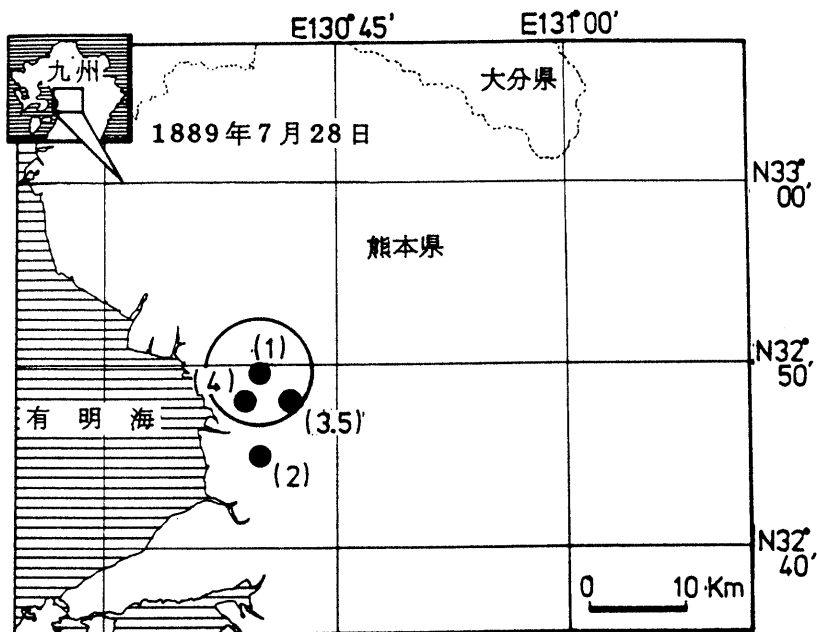 E130°45′
E131°00′
九州
大分県
1889年7月28日
N33°
00′
熊本県
(1)
N32°
50′
(4)
(3.5)
有明海
(2)
N32°
40′
0
10 Km